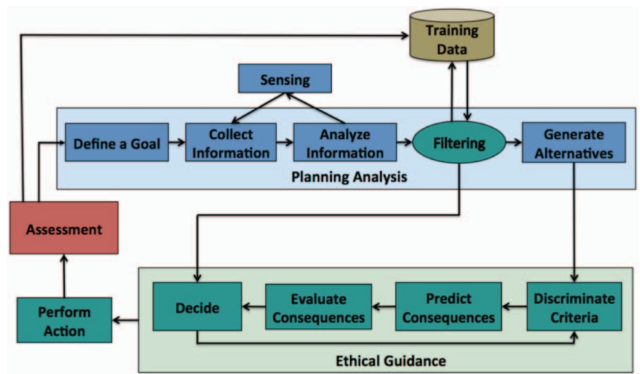 Training
Data
Sensing
Define a Goal
Collect
Information
Analyze
Information
Filtering
Generate
Alternatives
Planning Analysis
Assessment
Perform
Action
Decide
Evaluate
Consequences
Predict
Consequences
Discriminate
Criteria
Ethical Guidance